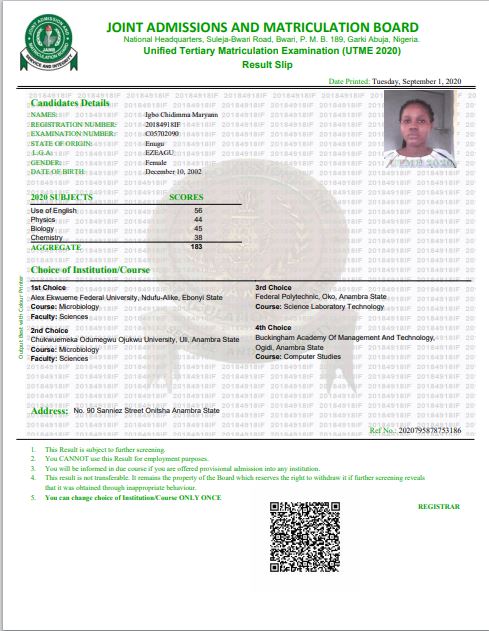 JOINT ADMISSIONS AND MATRICULATION BOARD
National Headquarters, Suleja-Bwari Road, Bwari, P. M. B. 189, Garki Abuja, Nigeria.
Unified Tertiary Matriculation Examination (UTME 2020)
Result Slip
Date Printed: Tuesday, September 1, 2020
Candidates Details
NAMES: Igbo Chidinma Maryann
REGISTRATION NUMBER: 20184918IF
EXAMINATION NUMBER: C05702090
STATE OF ORIGIN: Enugu
L.G.A: EZEAGU
GENDER: Female
DATE OF BIRTH: December 10, 2002
UTME 2020
2020 SUBJECTS SCORES
Use of English 56
Physics 44
Biology 45
Chemistry 38
AGGREGATE 183
Choice of Institution/Course
1st Choice
Alex Ekwueme Federal University, Ndufu-Alike, Ebonyi State
Course: Microbiology
Faculty: Sciences
2nd Choice
Chukwuemeka Odumegwu Ojukwu University, Uli, Anambra State
Course: Microbiology
Faculty: Sciences
3rd Choice
Federal Polytechnic, Oko, Anambra State
Course: Science Laboratory Technology
4th Choice
Buckingham Academy Of Management And Technology,
Ogidi, Anambra State
Course: Computer Studies
Output Best with Colour Printer
Address: No. 90 Sanniez Street Onitsha Anambra State
Ref No.: 2020795878753186
1. This Result is subject to further screening.
2. You CANNOT use this Result for employment purposes.
3. You will be informed in due course if you are offered provisional admission into any institution.
4. This result is not transferable. It remains the property of the Board which reserves the right to withdraw it if further screening reveals
that it was obtained through inappropriate behaviour.
5. You can change choice of Institution/Course ONLY ONCE
REGISTRAR